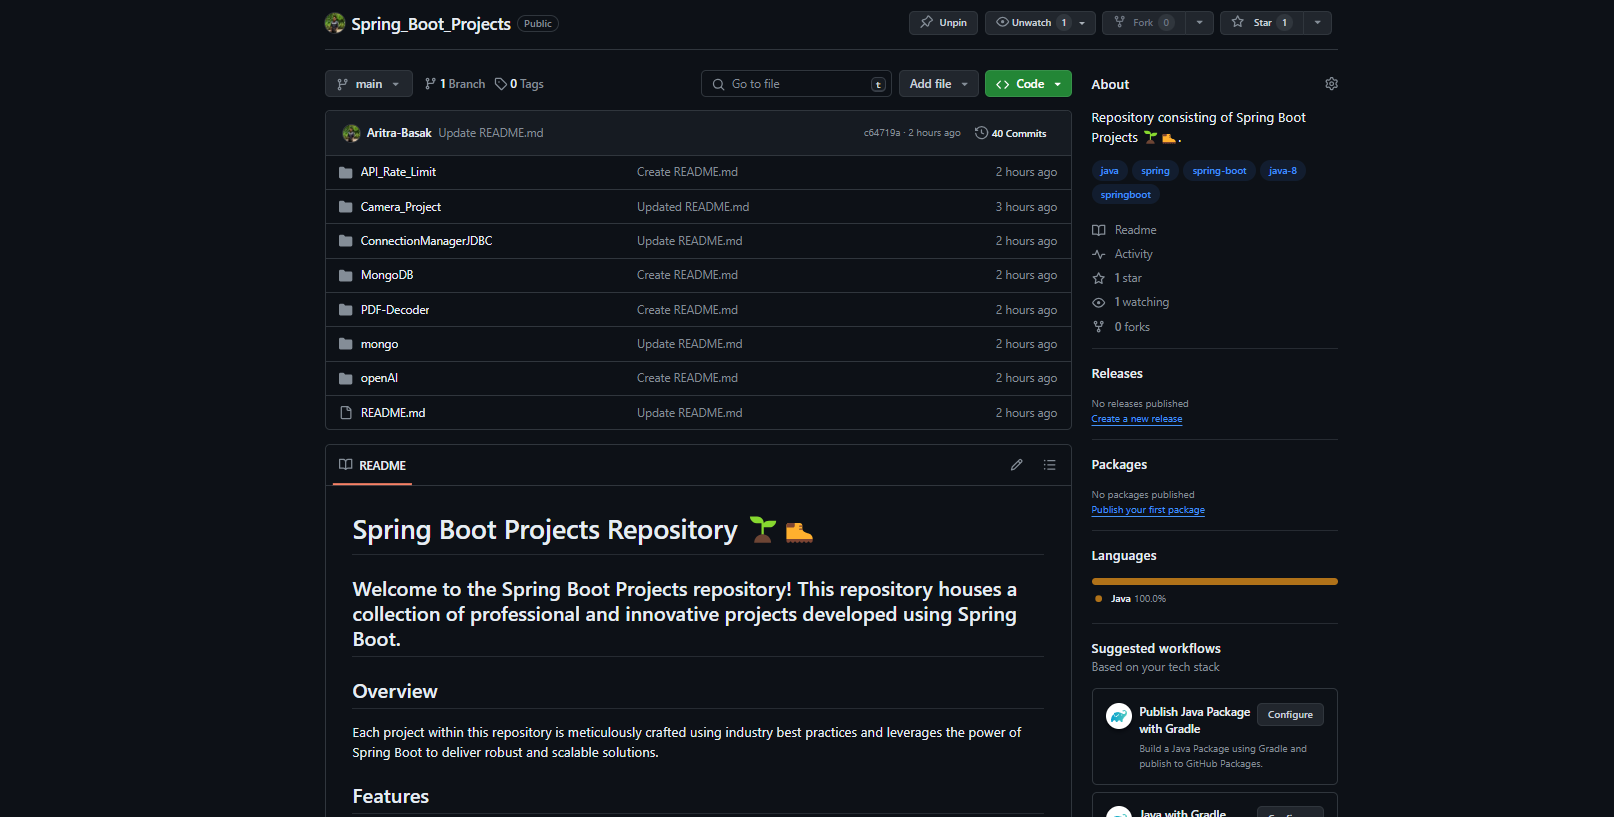 Spring_Boot_Projects Public Unpin Unwatch 1 Fork 0 Star 1
main 1 Branch 0 Tags Go to file t Add file Code
Aritra-Basak Update README.md c64719a · 2 hours ago 40 Commits
API_Rate_Limit Create README.md 2 hours ago
Camera_Project Updated README.md 3 hours ago
ConnectionManagerJDBC Update README.md 2 hours ago
MongoDB Create README.md 2 hours ago
PDF-Decoder Create README.md 2 hours ago
mongo Update README.md 2 hours ago
openAI Create README.md 2 hours ago
README.md Update README.md 2 hours ago
README
Spring Boot Projects Repository 🌱 🥾
Welcome to the Spring Boot Projects repository! This repository houses a
collection of professional and innovative projects developed using Spring
Boot.
Overview
Each project within this repository is meticulously crafted using industry best practices and leverages the power of
Spring Boot to deliver robust and scalable solutions.
Features
About
Repository consisting of Spring Boot
Projects 🌱 🥾 .
java spring spring-boot java-8
springboot
Readme
Activity
1 star
1 watching
0 forks
Releases
No releases published
Create a new release
Packages
No packages published
Publish your first package
Languages
Java 100.0%
Suggested workflows
Based on your tech stack
Publish Java Package Configure
with Gradle
Build a Java Package using Gradle and
publish to GitHub Packages.
Java with Gradle Configure